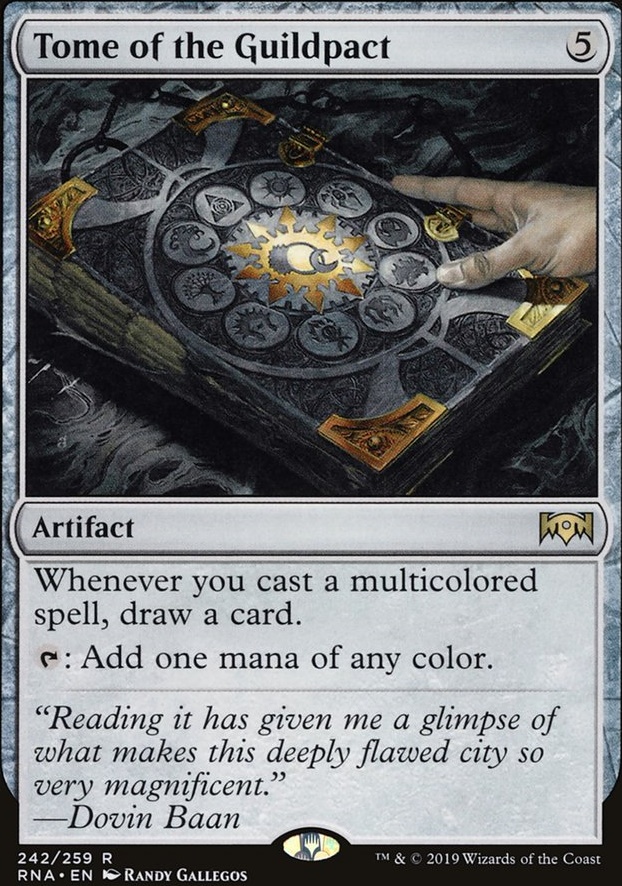 Tome of the Guildpact 5
Artifact
Whenever you cast a multicolored
spell, draw a card.
: Add one mana of any color.
“Reading it has given me a glimpse of
what makes this deeply flawed city so
very magnificent.”
—Dovin Baan
242/259 R
RNA • EN RANDY GALLEGOS
™ & © 2019 Wizards of the Coast